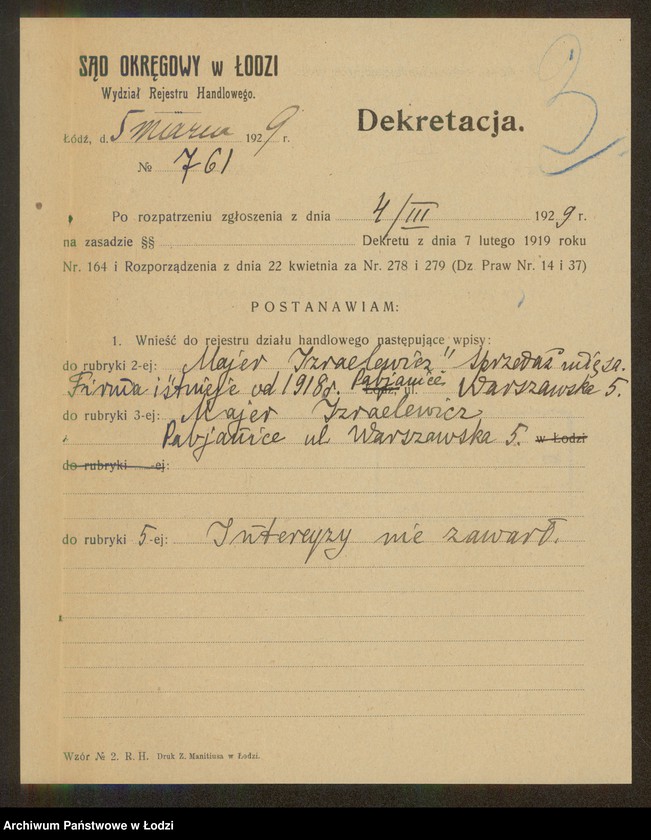 SĄD OKRĘGOWY w ŁODZI
Wydział Rejestru Handlowego.
3
Łódź, d. 5 marca 1929 r.
Dekretacja.
№ 761
Po rozpatrzeniu zgłoszenia z dnia 4/III 1929 r.
na zasadzie §§ Dekretu z dnia 7 lutego 1919 roku
Nr. 164 i Rozporządzenia z dnia 22 kwietnia za Nr. 278 i 279 (Dz Praw Nr. 14 i 37)
POSTANAWIAM:
1. Wnieść do rejestru działu handlowego następujące wpisy:
do rubryki 2-ej: „Majer Izraelewicz" sprzedaż mięsa.
Firma istnieje od 1918 r. Pabjanice ul. Warszawska 5.
do rubryki 3-ej: Majer Izraelewicz
Pabjanice ul Warszawska 5. w Łodzi
do rubryki -ej:
do rubryki 5-ej: Intercyzy nie zawarł.
Wzór № 2. R. H. Druk Z. Manitiusa w Łodzi.
Archiwum Państwowe w Łodzi